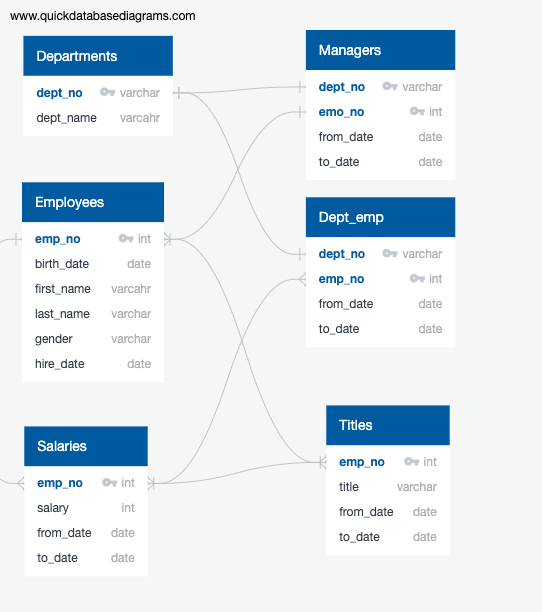 www.quickdatabasediagrams.com
Departments
dept_no varchar
dept_name varcahr
Managers
dept_no varchar
emo_no int
from_date date
to_date date
Employees
emp_no int
birth_date date
first_name varcahr
last_name varchar
gender varchar
hire_date date
Dept_emp
dept_no varchar
emp_no int
from_date date
to_date date
Salaries
emp_no int
salary int
from_date date
to_date date
Titles
emp_no int
title varchar
from_date date
to_date date